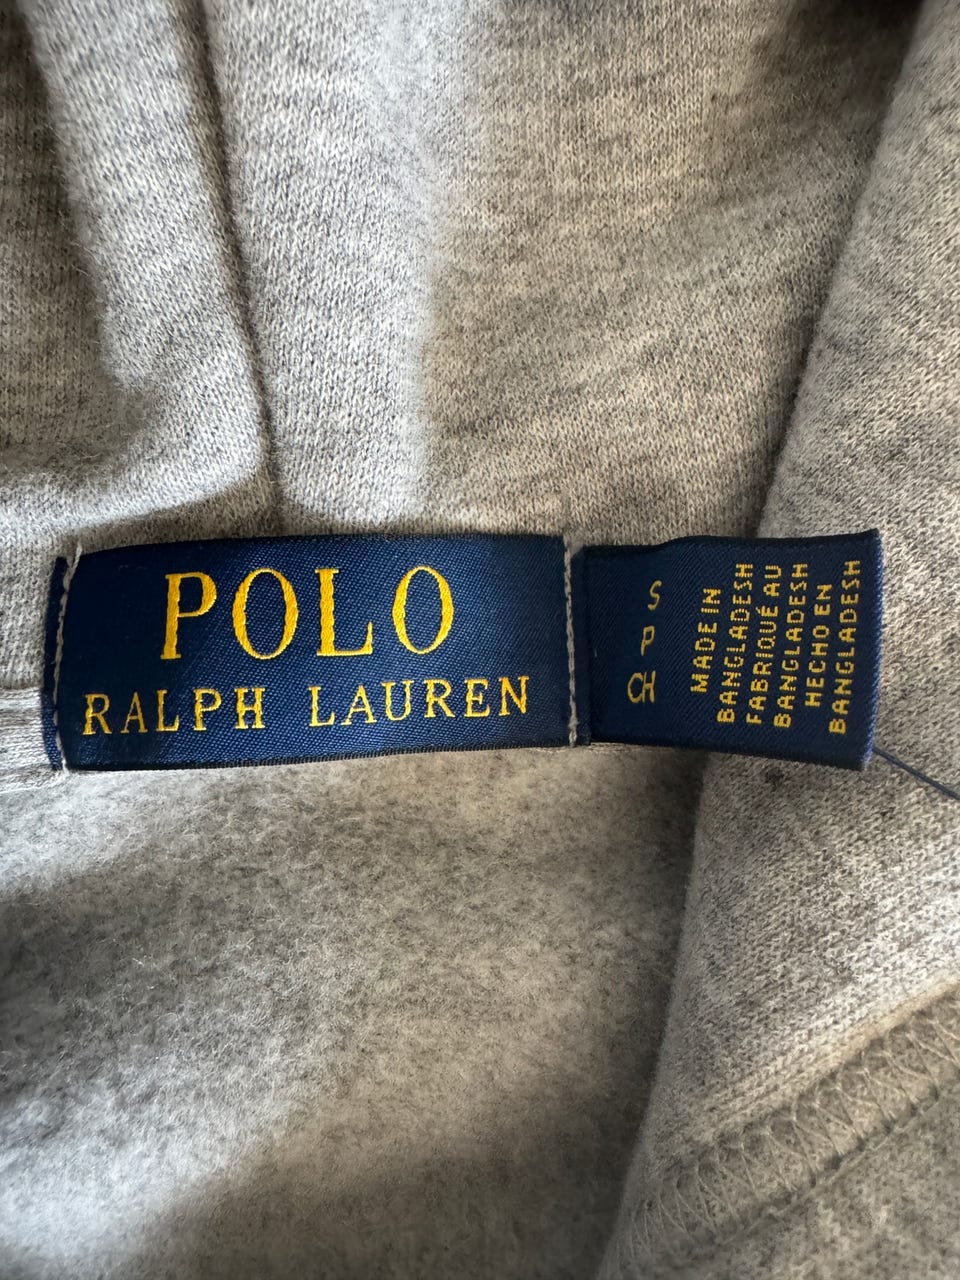 POLO
RALPH LAUREN
S
P
CH
MADE IN
BANGLADESH
FABRIQUÉ AU
BANGLADESH
HECHO EN
BANGLADESH